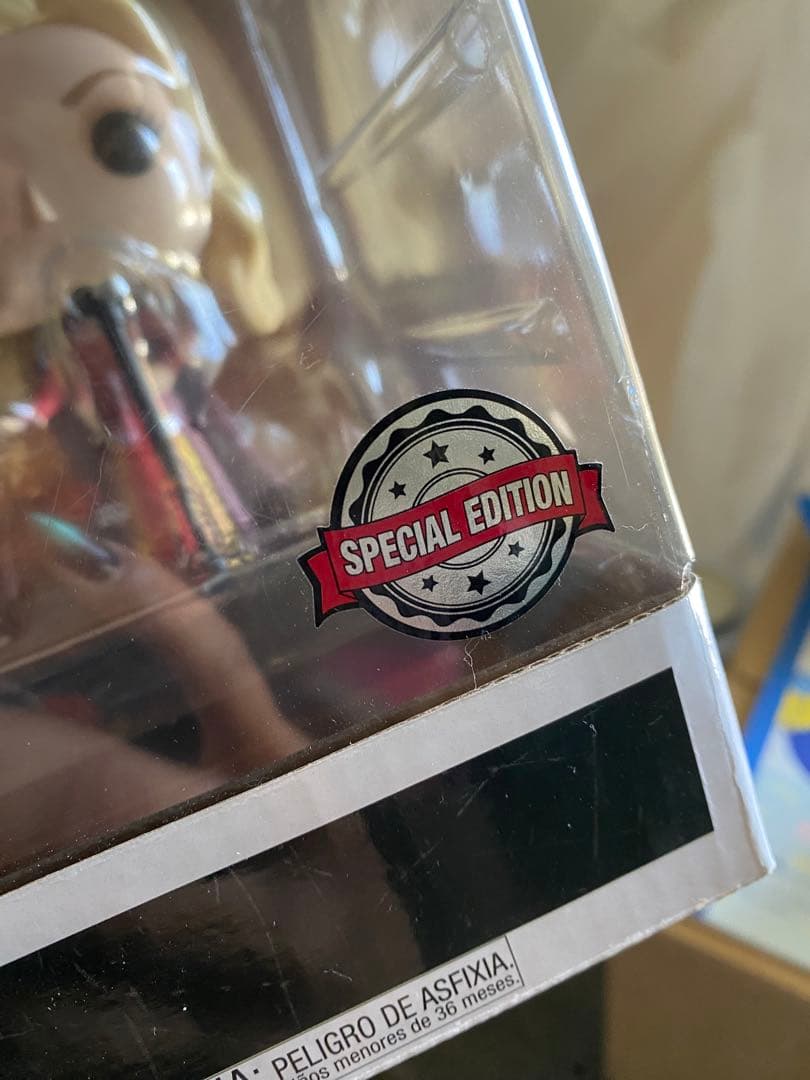 SPECIAL EDITION
PELIGRO DE ASFIXIA.
menores de 36 meses.